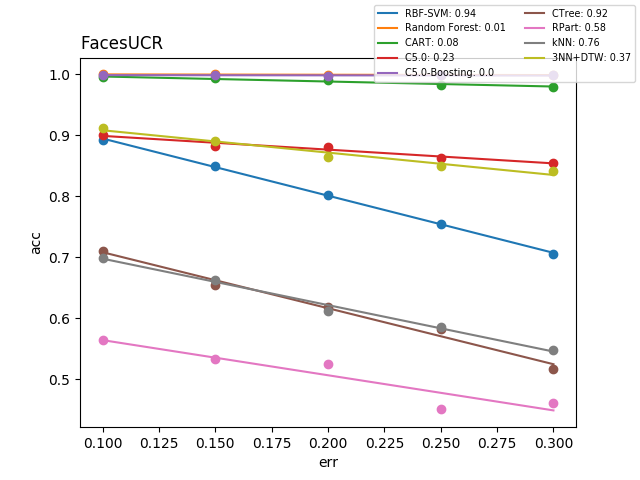 FacesUCR
RBF-SVM: 0.94
Random Forest: 0.01
CART: 0.08
C5.0: 0.23
C5.0-Boosting: 0.0
CTree: 0.92
RPart: 0.58
kNN: 0.76
3NN+DTW: 0.37
acc
1.0
0.9
0.8
0.7
0.6
0.5
0.100 0.125 0.150 0.175 0.200 0.225 0.250 0.275 0.300
err